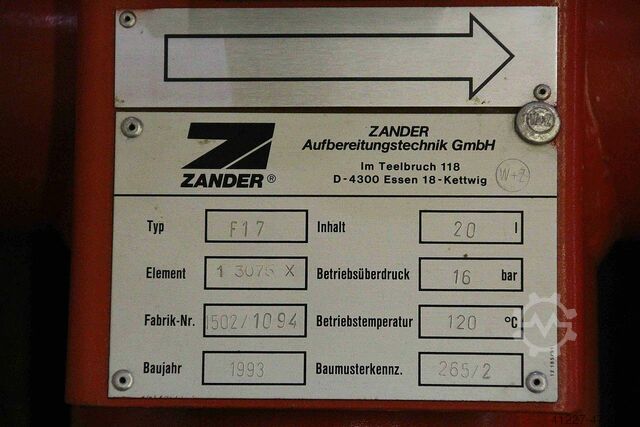 ZANDER
Aufbereitungstechnik GmbH
Im Teelbruch 118
D-4300 Essen 18-Kettwig
W+Z
ZANDER®
Typ F17 Inhalt 20 l
Element 1 3075 X Betriebsüberdruck 16 bar
Fabrik-Nr. 1502/1094 Betriebstemperatur 120 °C
Baujahr 1993 Baumusterkennz. 265/2